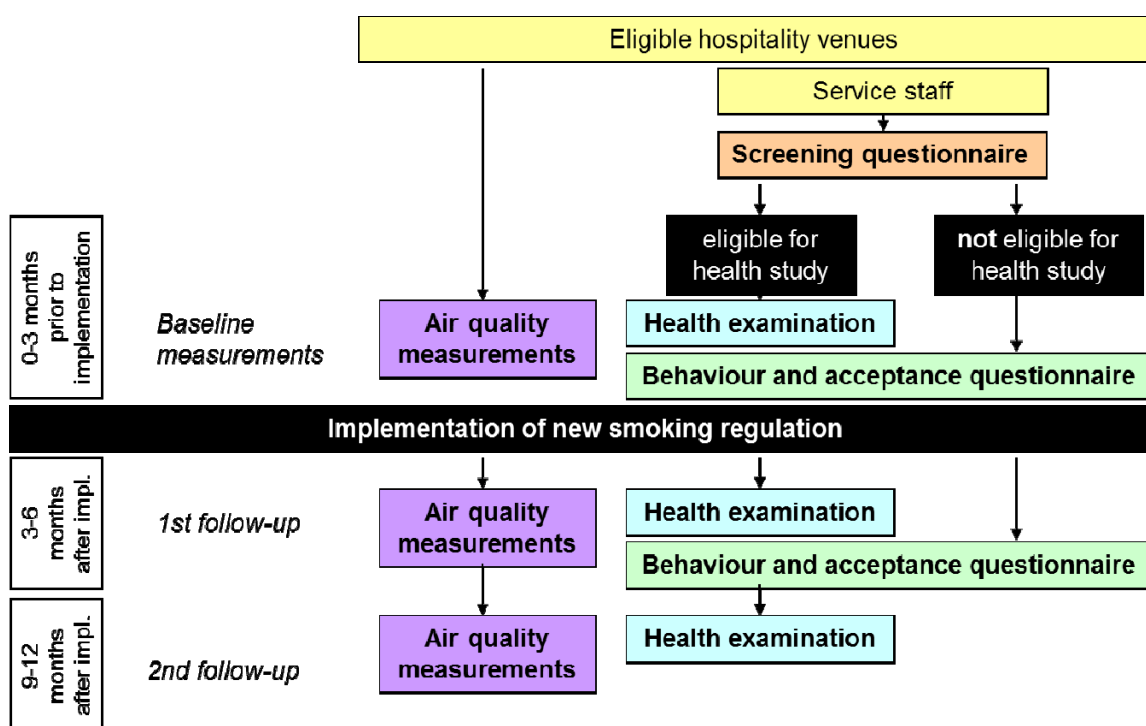 Eligible hospitality venues
Service staff
Screening questionnaire
eligible for
health study
not eligible for
health study
0-3 months
prior to
implementation
Baseline
measurements
Air quality
measurements
Health examination
Behaviour and acceptance questionnaire
Implementation of new smoking regulation
3-6
months
after impl.
1st follow-up
Air quality
measurements
Health examination
Behaviour and acceptance questionnaire
9-12
months
after impl.
2nd follow-up
Air quality
measurements
Health examination